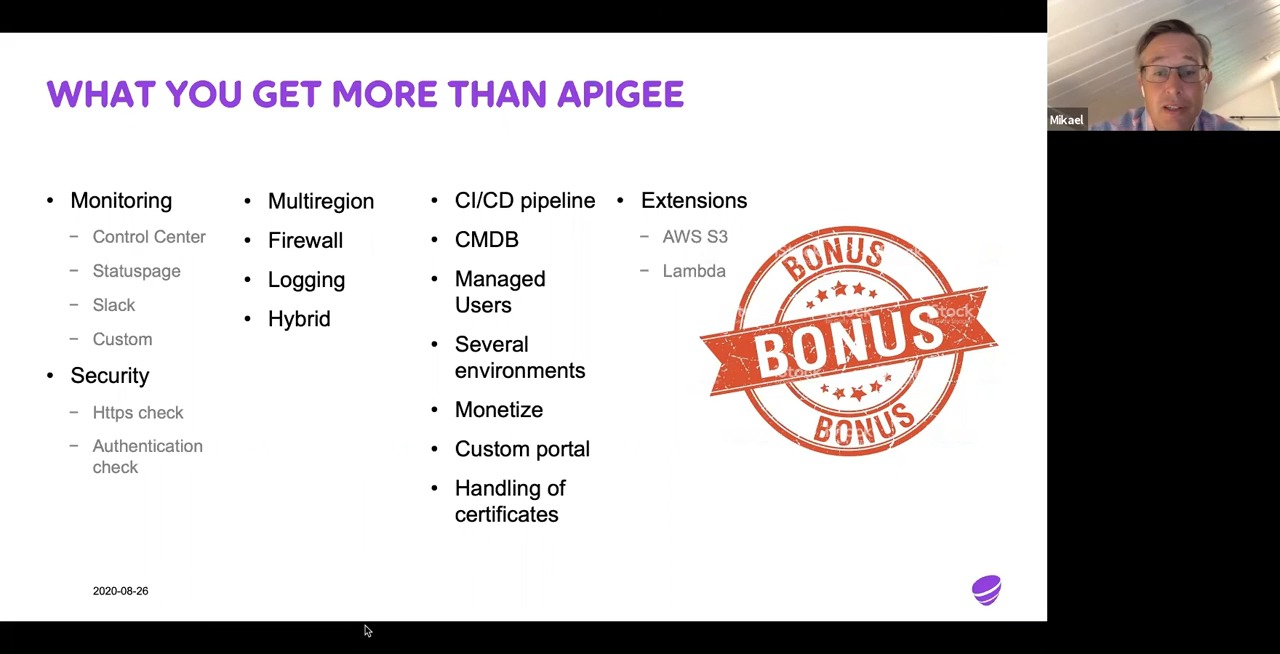 WHAT YOU GET MORE THAN APIGEE
Mikael
• Monitoring
– Control Center
– Statuspage
– Slack
– Custom
• Security
– Https check
– Authentication
check
• Multiregion
• Firewall
• Logging
• Hybrid
• CI/CD pipeline
• CMDB
• Managed
Users
• Several
environments
• Monetize
• Custom portal
• Handling of
certificates
• Extensions
– AWS S3
– Lambda
BONUS
BONUS
BONUS
iStock
2020-08-26